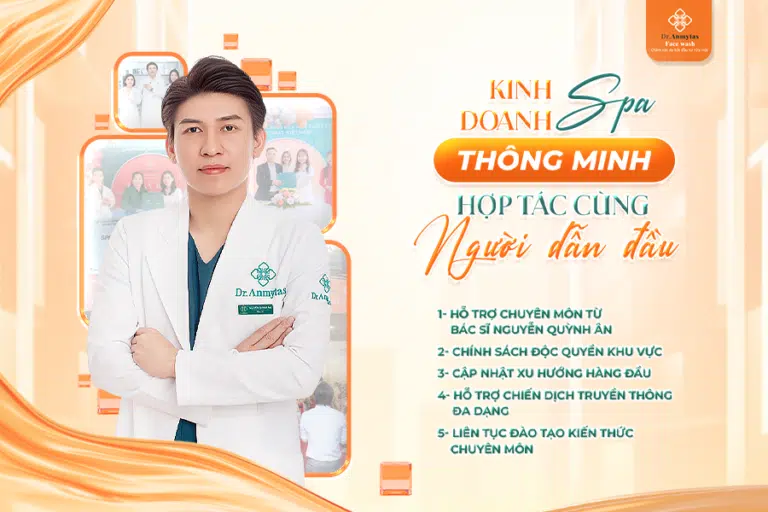 Dr.Anmytas
Face wash
KINH
DOANH Spa
THÔNG MINH
HỢP TÁC CÙNG
Người dẫn đầu
Dr.Anmytas
1- HỖ TRỢ CHUYÊN MÔN TỪ
BÁC SĨ NGUYỄN QUỲNH ÂN
2- CHÍNH SÁCH ĐỘC QUYỀN KHU VỰC
3- CẬP NHẬT XU HƯỚNG HÀNG ĐẦU
4- HỖ TRỢ CHIẾN DỊCH TRUYỀN THÔNG
ĐA DẠNG
5- LIÊN TỤC ĐÀO TẠO KIẾN THỨC
CHUYÊN MÔN